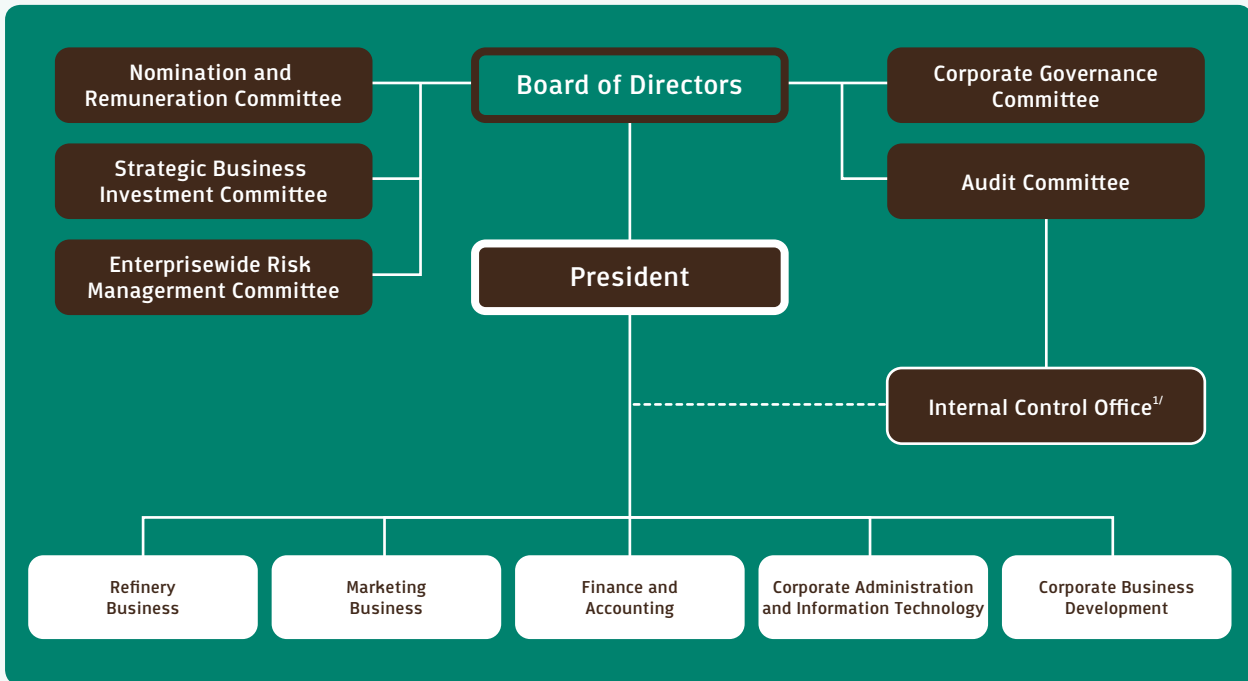 Nomination and
Remuneration Committee
Board of Directors
Corporate Governance
Committee
Strategic Business
Investment Committee
Audit Committee
Enterprisewide Risk
Managerment Committee
President
Internal Control Office1/
Refinery
Business
Marketing
Business
Finance and
Accounting
Corporate Administration
and Information Technology
Corporate Business
Development